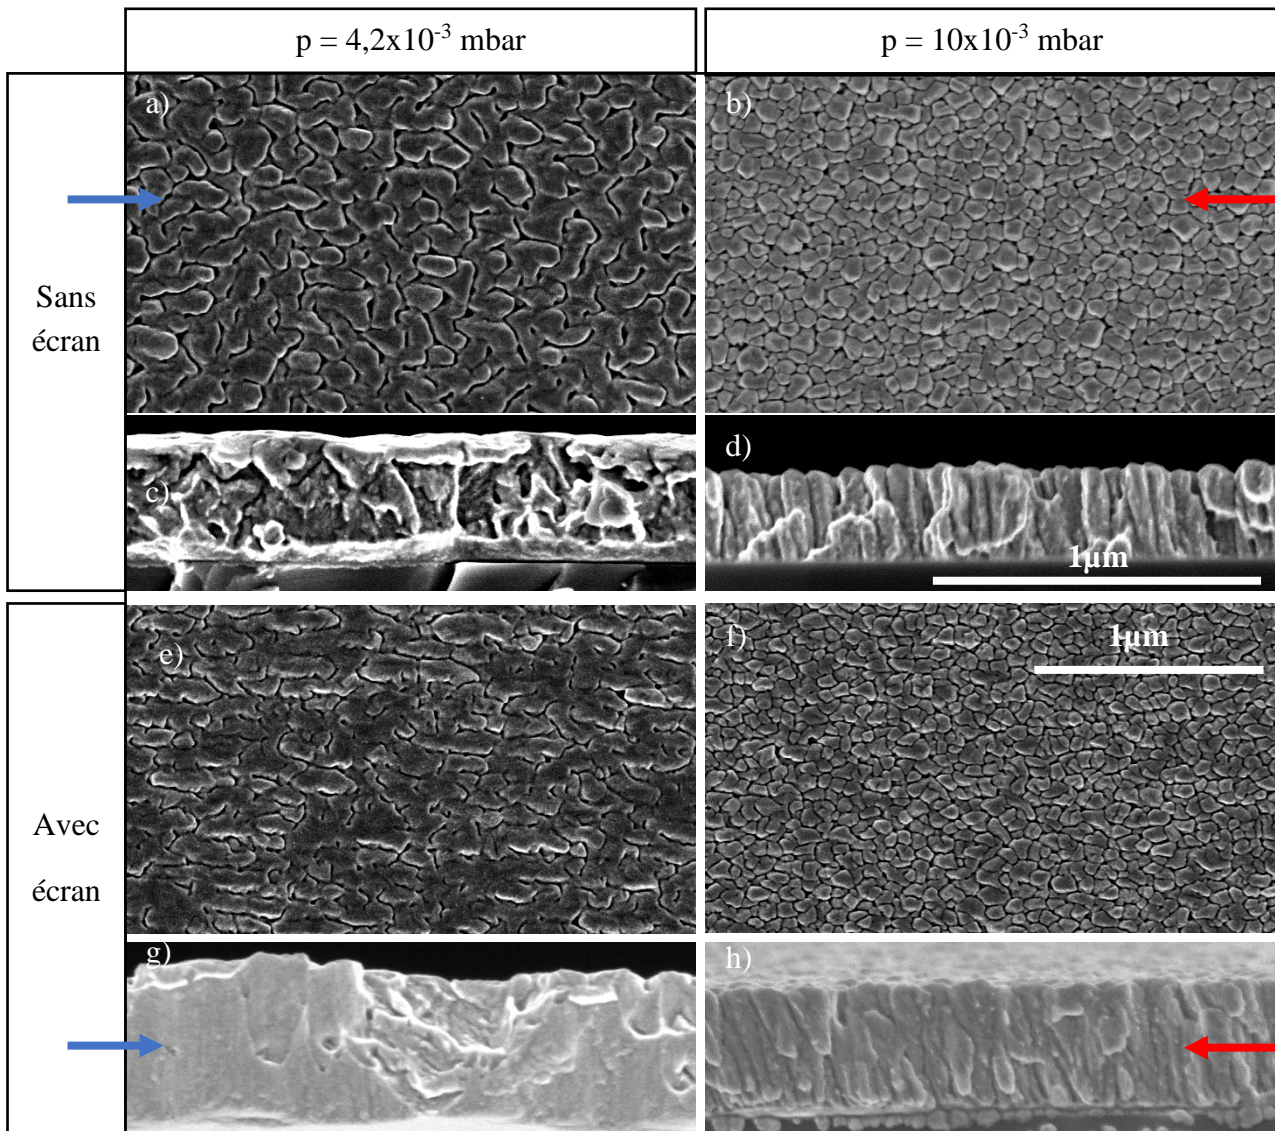 p = 4,2x10⁻³ mbar
p = 10x10⁻³ mbar
Sans
écran
a)
b)
c)
d)
1µm
Avec
écran
e)
f)
1µm
g)
h)